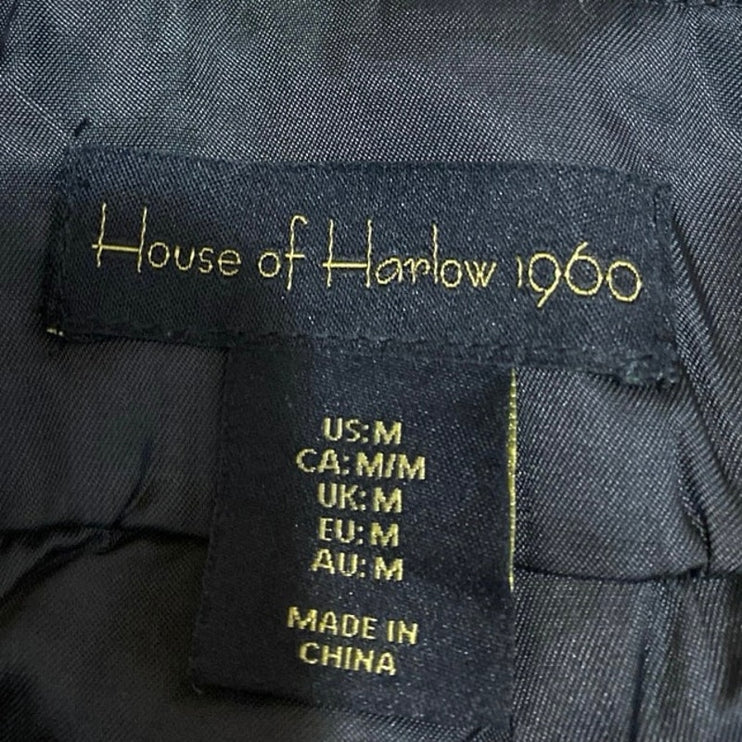 House of Harlow 1960
US: M
CA: M/M
UK: M
EU: M
AU: M
MADE IN
CHINA